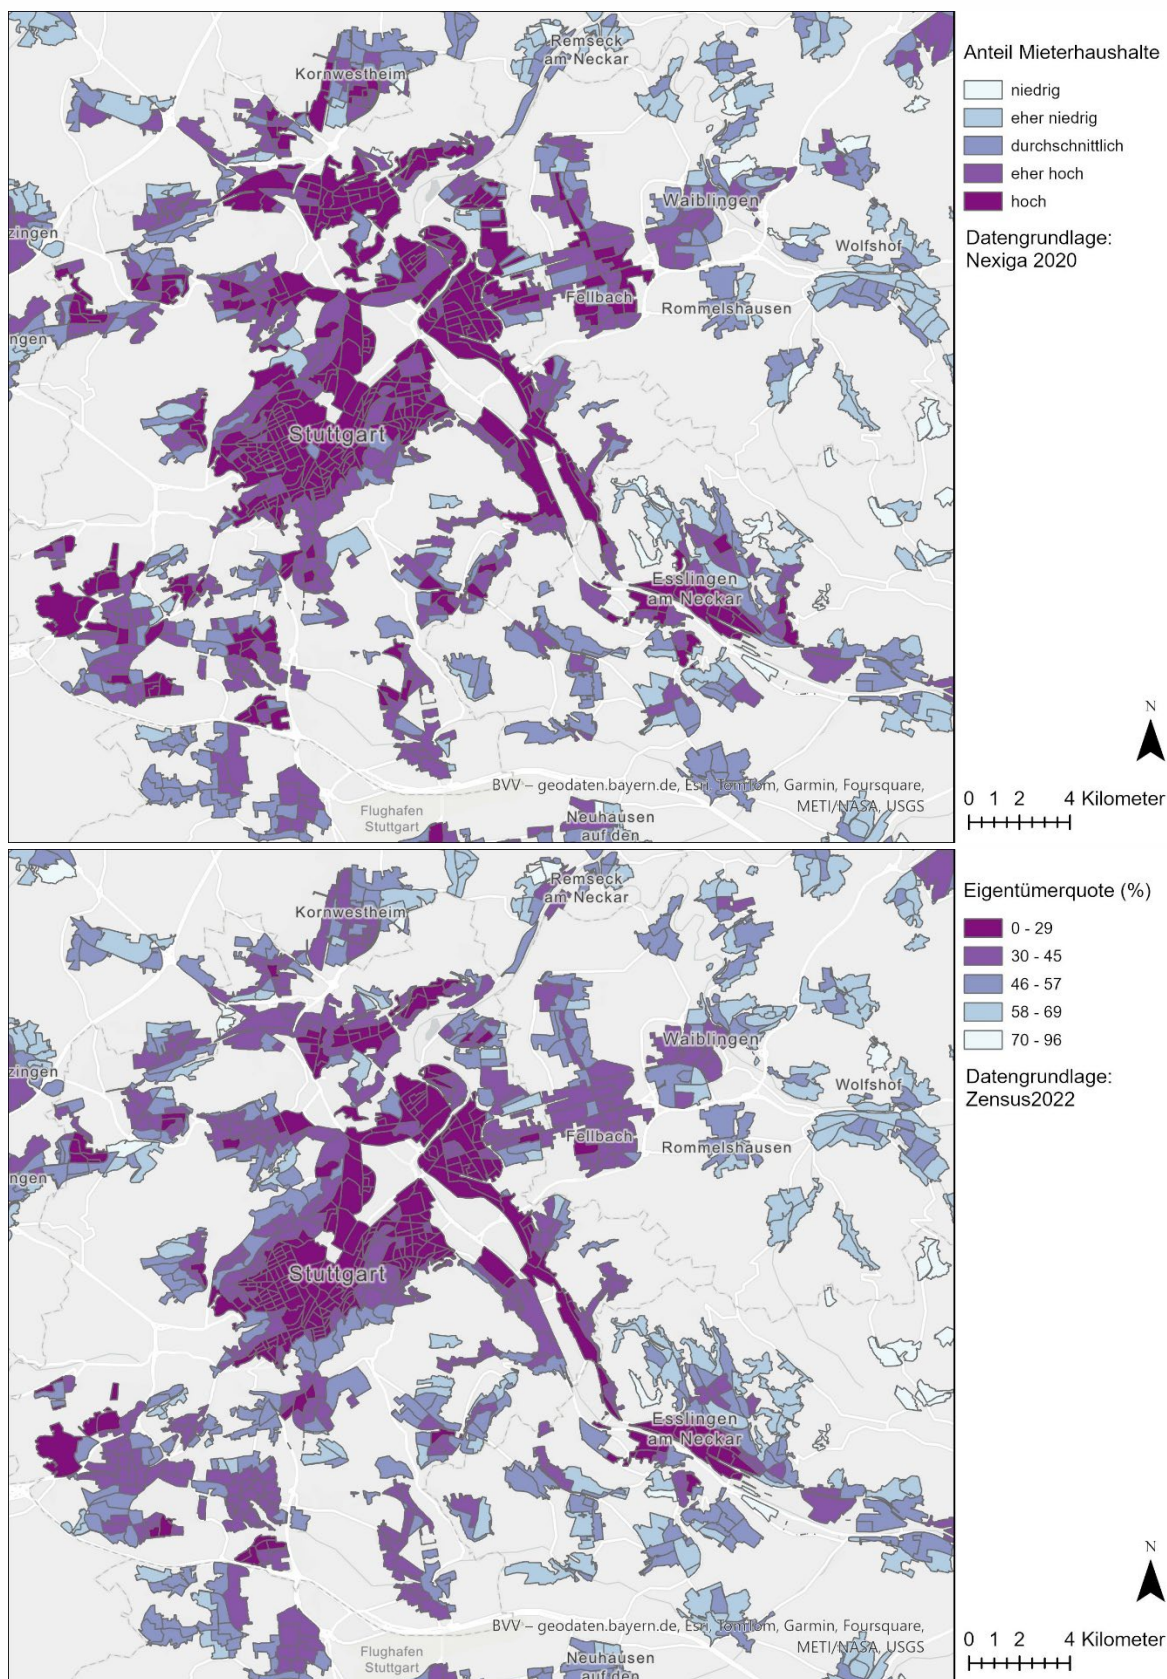 Remseck
am Neckar
Kornwestheim
Waiblingen
zingen
Wolfshof
Fellbach
Rommelshausen
ngen
Stuttgart
Esslingen
am Neckar
BVV – geodaten.bayern.de, Esri, TomTom, Garmin, Foursquare,
METI/NASA, USGS
Flughafen
Stuttgart
Neuhausen
auf den
Anteil Mieterhaushalte
niedrig
eher niedrig
durchschnittlich
eher hoch
hoch
Datengrundlage:
Nexiga 2020
N
0 1 2 4 Kilometer
Remseck
am Neckar
Kornwestheim
Waiblingen
zingen
Wolfshof
Fellbach
Rommelshausen
ngen
Stuttgart
Esslingen
am Neckar
BVV – geodaten.bayern.de, Esri, TomTom, Garmin, Foursquare,
METI/NASA, USGS
Flughafen
Stuttgart
Neuhausen
auf den
Eigentümerquote (%)
0 - 29
30 - 45
46 - 57
58 - 69
70 - 96
Datengrundlage:
Zensus2022
N
0 1 2 4 Kilometer